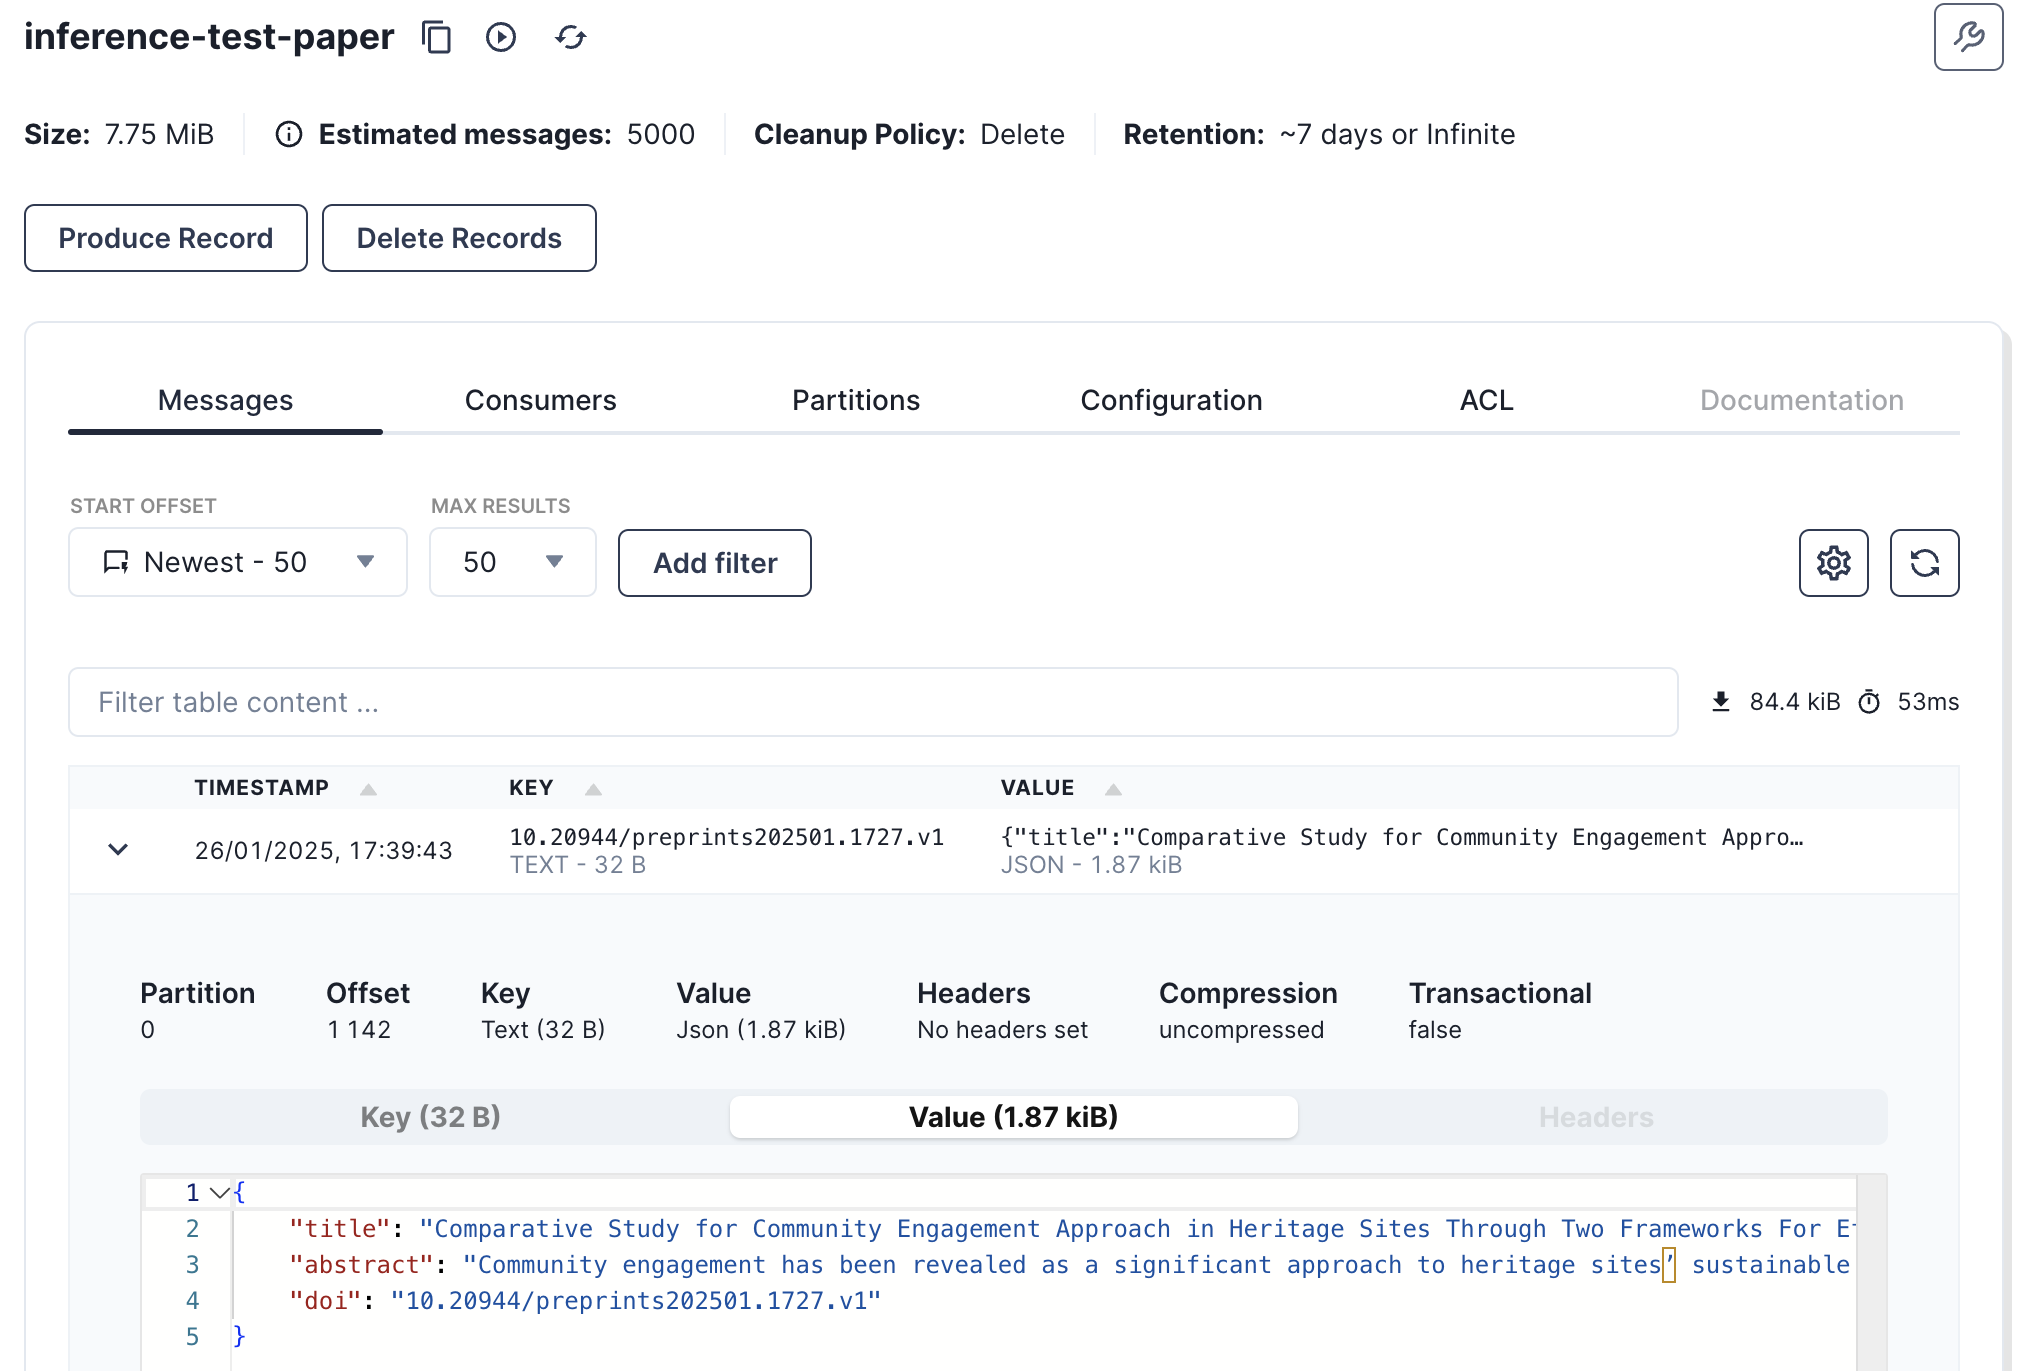 inference-test-paper
Size: 7.75 MiB Estimated messages: 5000 Cleanup Policy: Delete Retention: ~7 days or Infinite
Produce Record Delete Records
Messages Consumers Partitions Configuration ACL Documentation
START OFFSET MAX RESULTS
Newest - 50 50 Add filter
Filter table content ... 84.4 kiB 53ms
TIMESTAMP KEY VALUE
26/01/2025, 17:39:43 10.20944/preprints202501.1727.v1 {"title":"Comparative Study for Community Engagement Appro…
TEXT - 32 B JSON - 1.87 kiB
Partition Offset Key Value Headers Compression Transactional
0 1 142 Text (32 B) Json (1.87 kiB) No headers set uncompressed false
Key (32 B) Value (1.87 kiB) Headers
1 {
2 "title": "Comparative Study for Community Engagement Approach in Heritage Sites Through Two Frameworks For
3 "abstract": "Community engagement has been revealed as a significant approach to heritage sites’ sustainable
4 "doi": "10.20944/preprints202501.1727.v1"
5 }